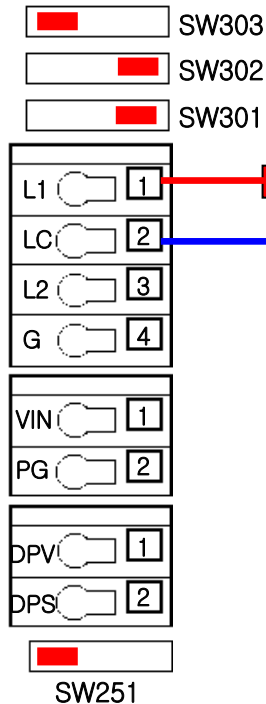 SW303
SW302
SW301
L1 1
LC 2
L2 3
G 4
VIN 1
PG 2
DPV 1
DPS 2
SW251